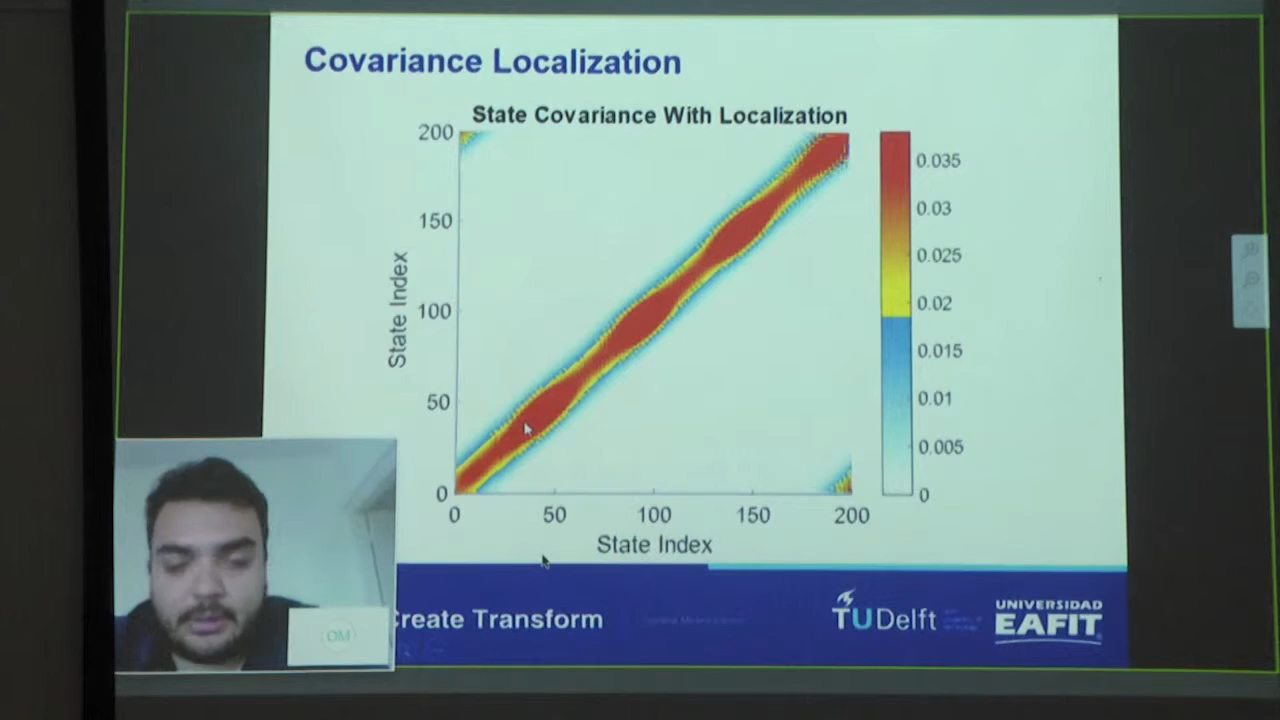 Covariance Localization
State Covariance With Localization
200
150
100
50
0
State Index
0 50 100 150 200
State Index
0.035
0.03
0.025
0.02
0.015
0.01
0.005
0
OM
Create Transform
TUDelft
UNIVERSIDAD
EAFIT